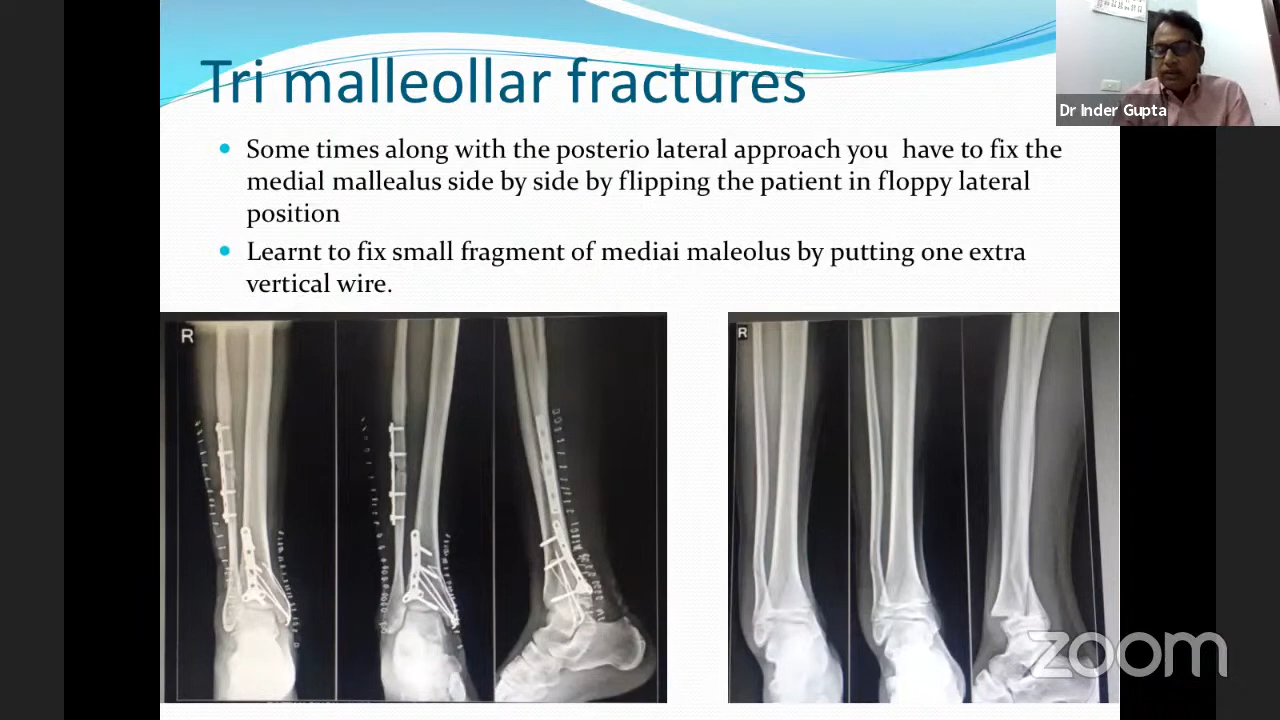 Tri malleollar fractures
Dr Inder Gupta
Some times along with the posterio lateral approach you have to fix the
medial mallealus side by side by flipping the patient in floppy lateral
position
Learnt to fix small fragment of mediai maleolus by putting one extra
vertical wire.
R
R
zoom